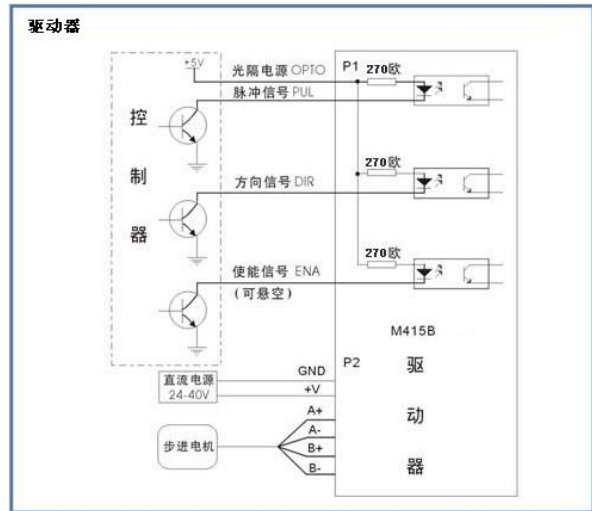 驱动器
+5V
光隔电源 OPTO
P1
270欧
脉冲信号 PUL
控制器
270欧
方向信号 DIR
270欧
使能信号 ENA
(可悬空)
M415B
驱动器
P2
GND
直流电源
24-40V
+V
A+
A-
步进电机
B+
B-